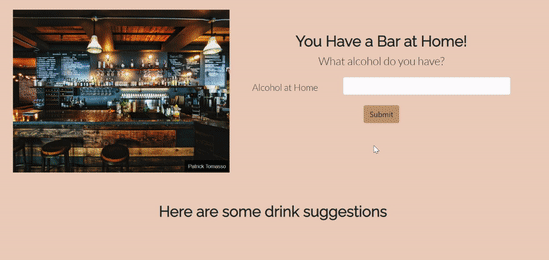 You Have a Bar at Home!
What alcohol do you have?
Alcohol at Home
Submit
Patrick Tomasso
Here are some drink suggestions